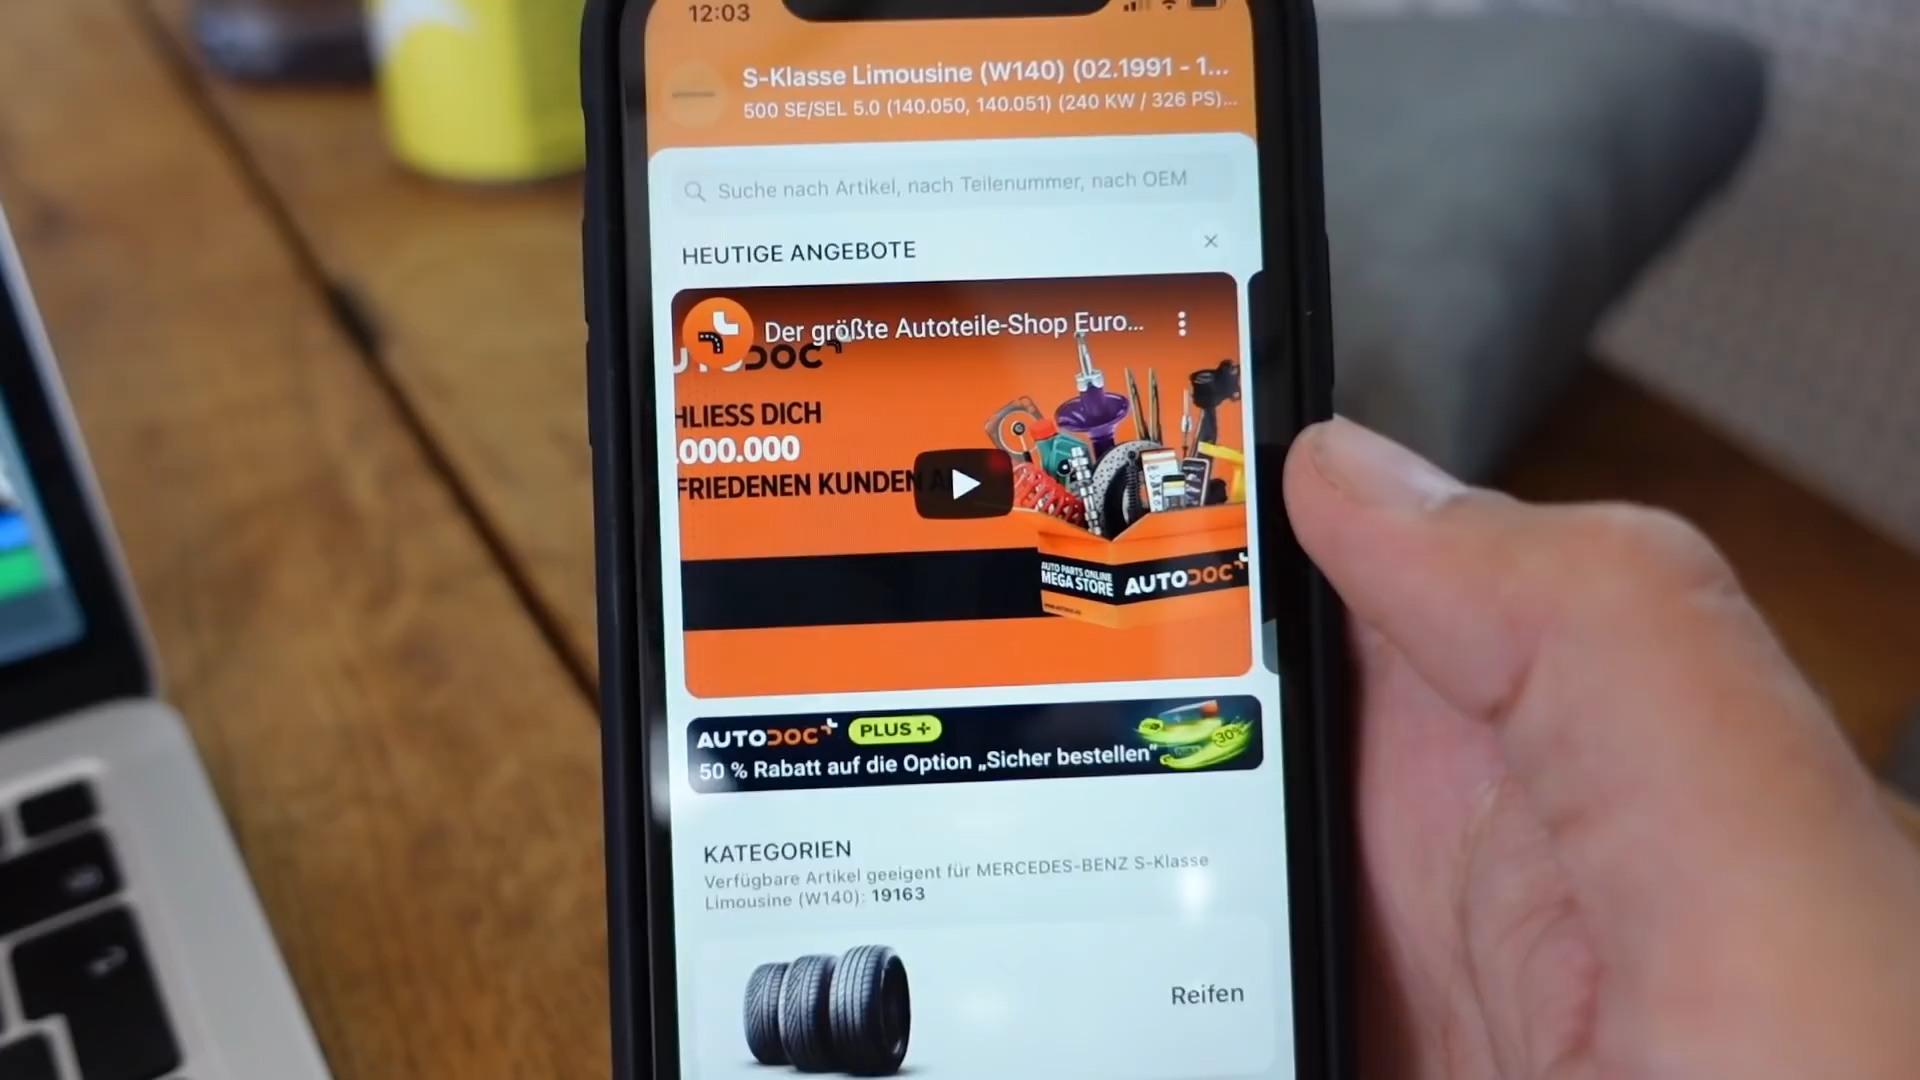 12:03
S-Klasse Limousine (W140) (02.1991 - 1...
500 SE/SEL 5.0 (140.050, 140.051) (240 KW / 326 PS)...
Suche nach Artikel, nach Teilenummer, nach OEM
HEUTIGE ANGEBOTE
Der größte Autoteile-Shop Euro...
UTODOC
HLIESS DICH
.000.000
FRIEDENEN KUNDEN A
AUTO PARTS ONLINE
MEGA STORE
AUTODOC
AUTODOC PLUS+
-30%
50 % Rabatt auf die Option „Sicher bestellen“
KATEGORIEN
Verfügbare Artikel geeignet für MERCEDES-BENZ S-Klasse
Limousine (W140): 19163
Reifen